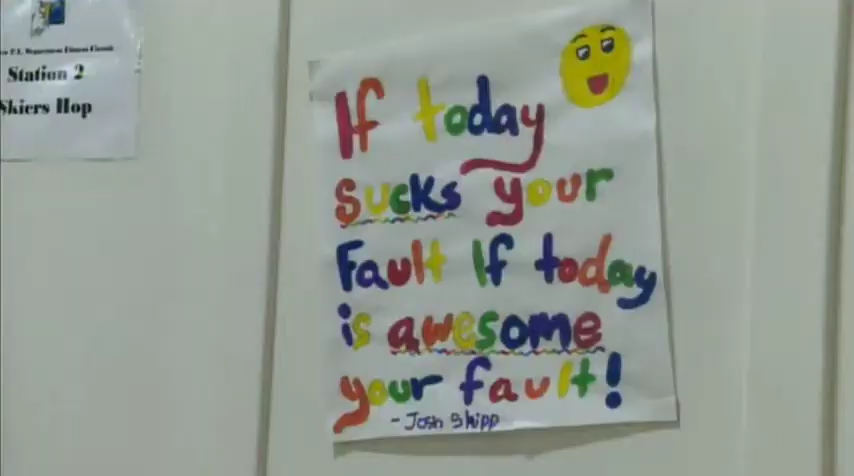 Station 2
Skiers Hop
If today
sucks your
Fault If today
is awesome
your fault!
- Josh Shipp